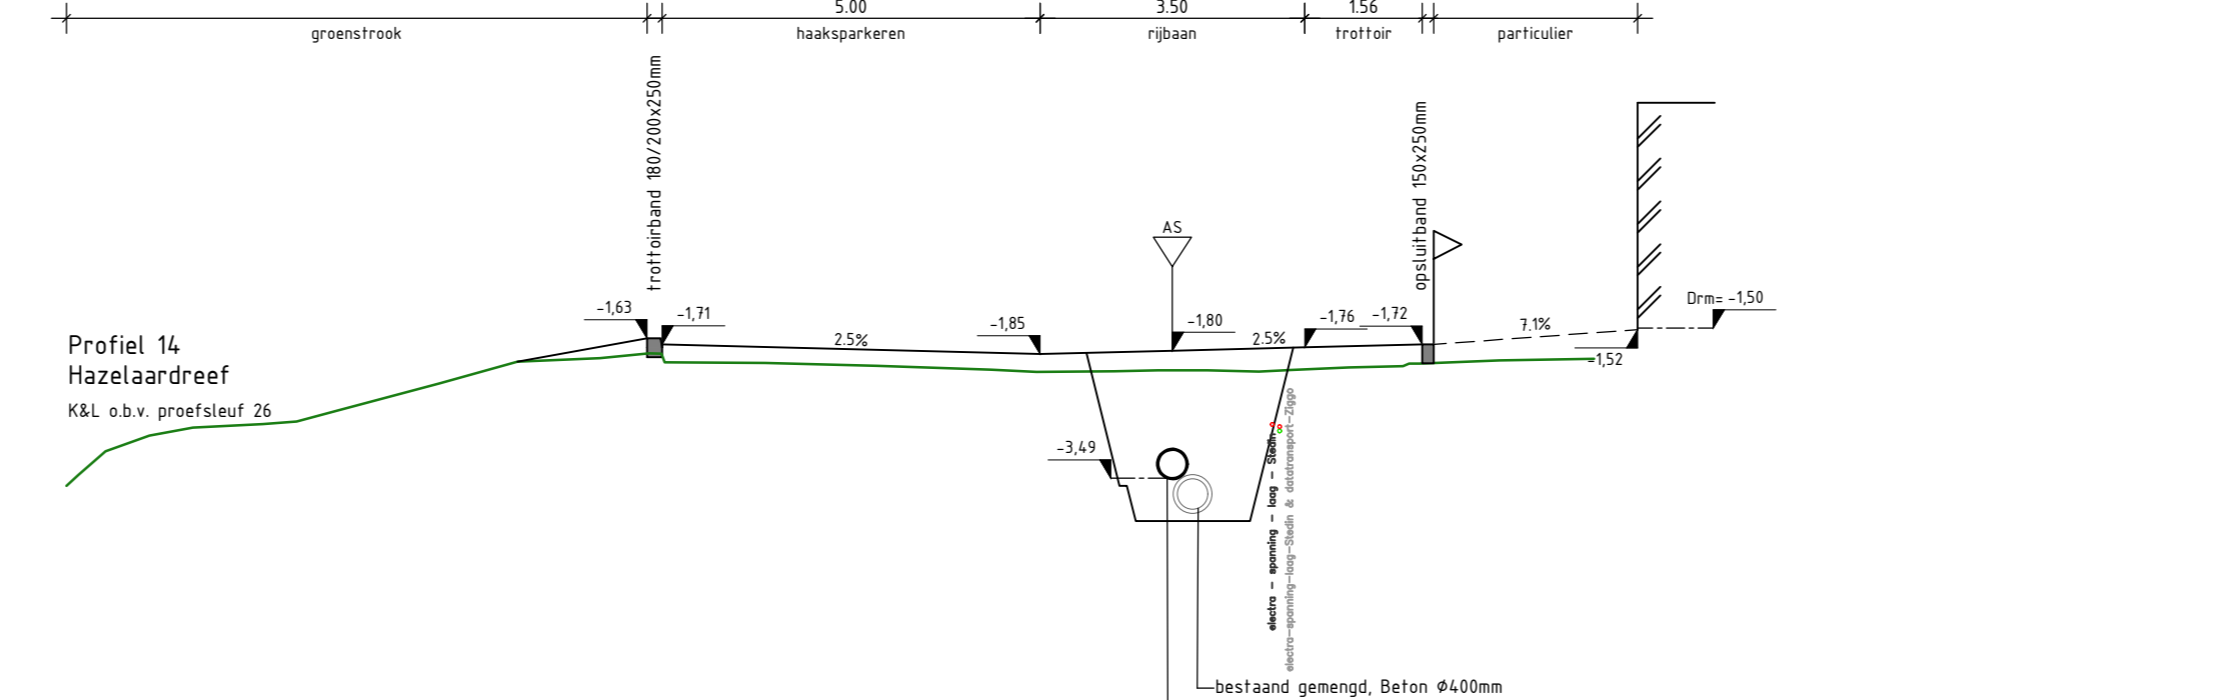 5.00 3.50 1.56
groenstrook haaksparkeren rijbaan trottoir particulier
trottoirband 180/200x250mm
opsluitband 150x250mm
AS
-1,63 -1,71 -1,85 -1,80 -1,76 -1,72
Drm= -1,50
2.5% 2.5% 7.1%
-1,52
Profiel 14
Hazelaardreef
K&L o.b.v. proefsleuf 26
-3,49
electra - spanning - laag - Stedin
electra-spanning-laag-Stedin & datatransport-Ziggo
bestaand gemengd, Beton Ø400mm